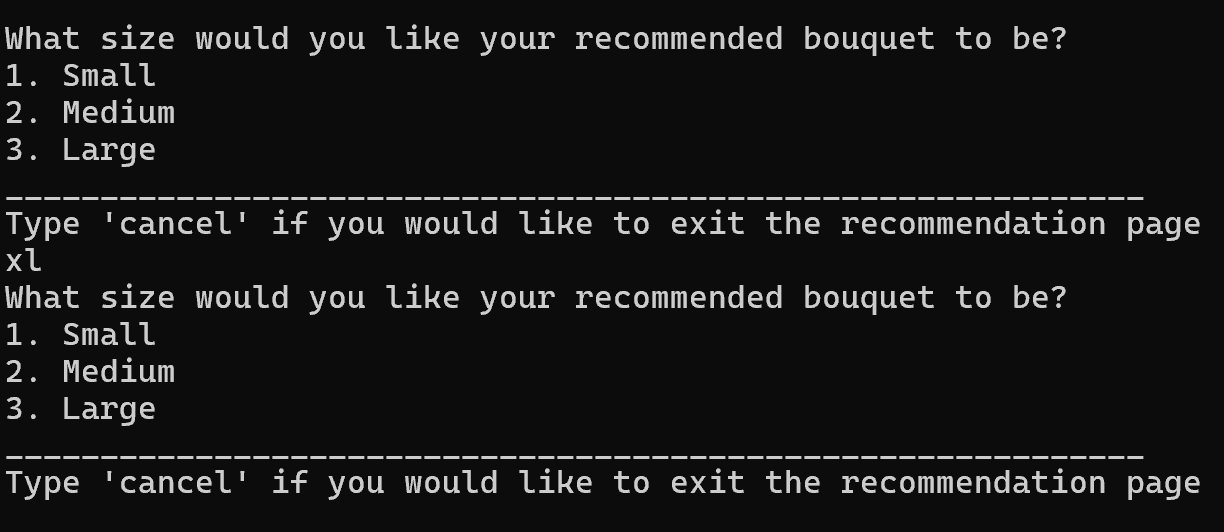 What size would you like your recommended bouquet to be?
1. Small
2. Medium
3. Large
____________________________________________________________
Type 'cancel' if you would like to exit the recommendation page
xl
What size would you like your recommended bouquet to be?
1. Small
2. Medium
3. Large
____________________________________________________________
Type 'cancel' if you would like to exit the recommendation page